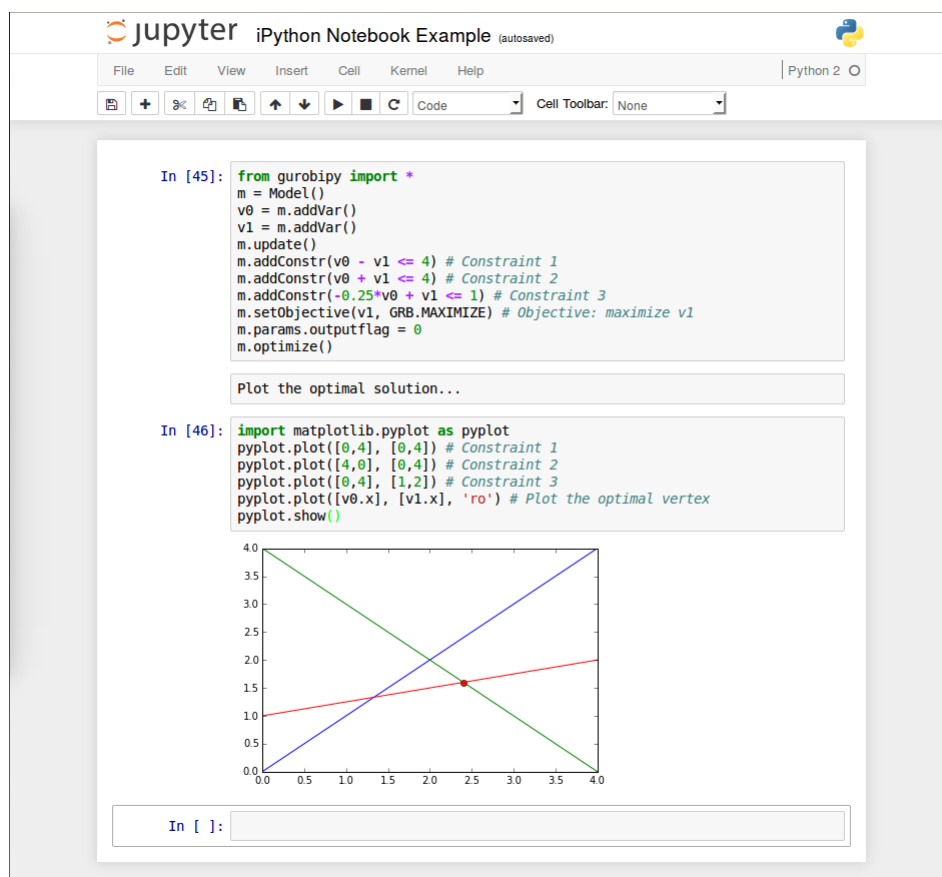 jupyter iPython Notebook Example (autosaved)
File Edit View Insert Cell Kernel Help Python 2
Code Cell Toolbar: None
In [45]: from gurobipy import *
m = Model()
v0 = m.addVar()
v1 = m.addVar()
m.update()
m.addConstr(v0 - v1 <= 4) # Constraint 1
m.addConstr(v0 + v1 <= 4) # Constraint 2
m.addConstr(-0.25*v0 + v1 <= 1) # Constraint 3
m.setObjective(v1, GRB.MAXIMIZE) # Objective: maximize v1
m.params.outputflag = 0
m.optimize()
Plot the optimal solution...
In [46]: import matplotlib.pyplot as pyplot
pyplot.plot([0,4], [0,4]) # Constraint 1
pyplot.plot([4,0], [0,4]) # Constraint 2
pyplot.plot([0,4], [1,2]) # Constraint 3
pyplot.plot([v0.x], [v1.x], 'ro') # Plot the optimal vertex
pyplot.show()
4.0
3.5
3.0
2.5
2.0
1.5
1.0
0.5
0.0
0.0 0.5 1.0 1.5 2.0 2.5 3.0 3.5 4.0
In [ ]: